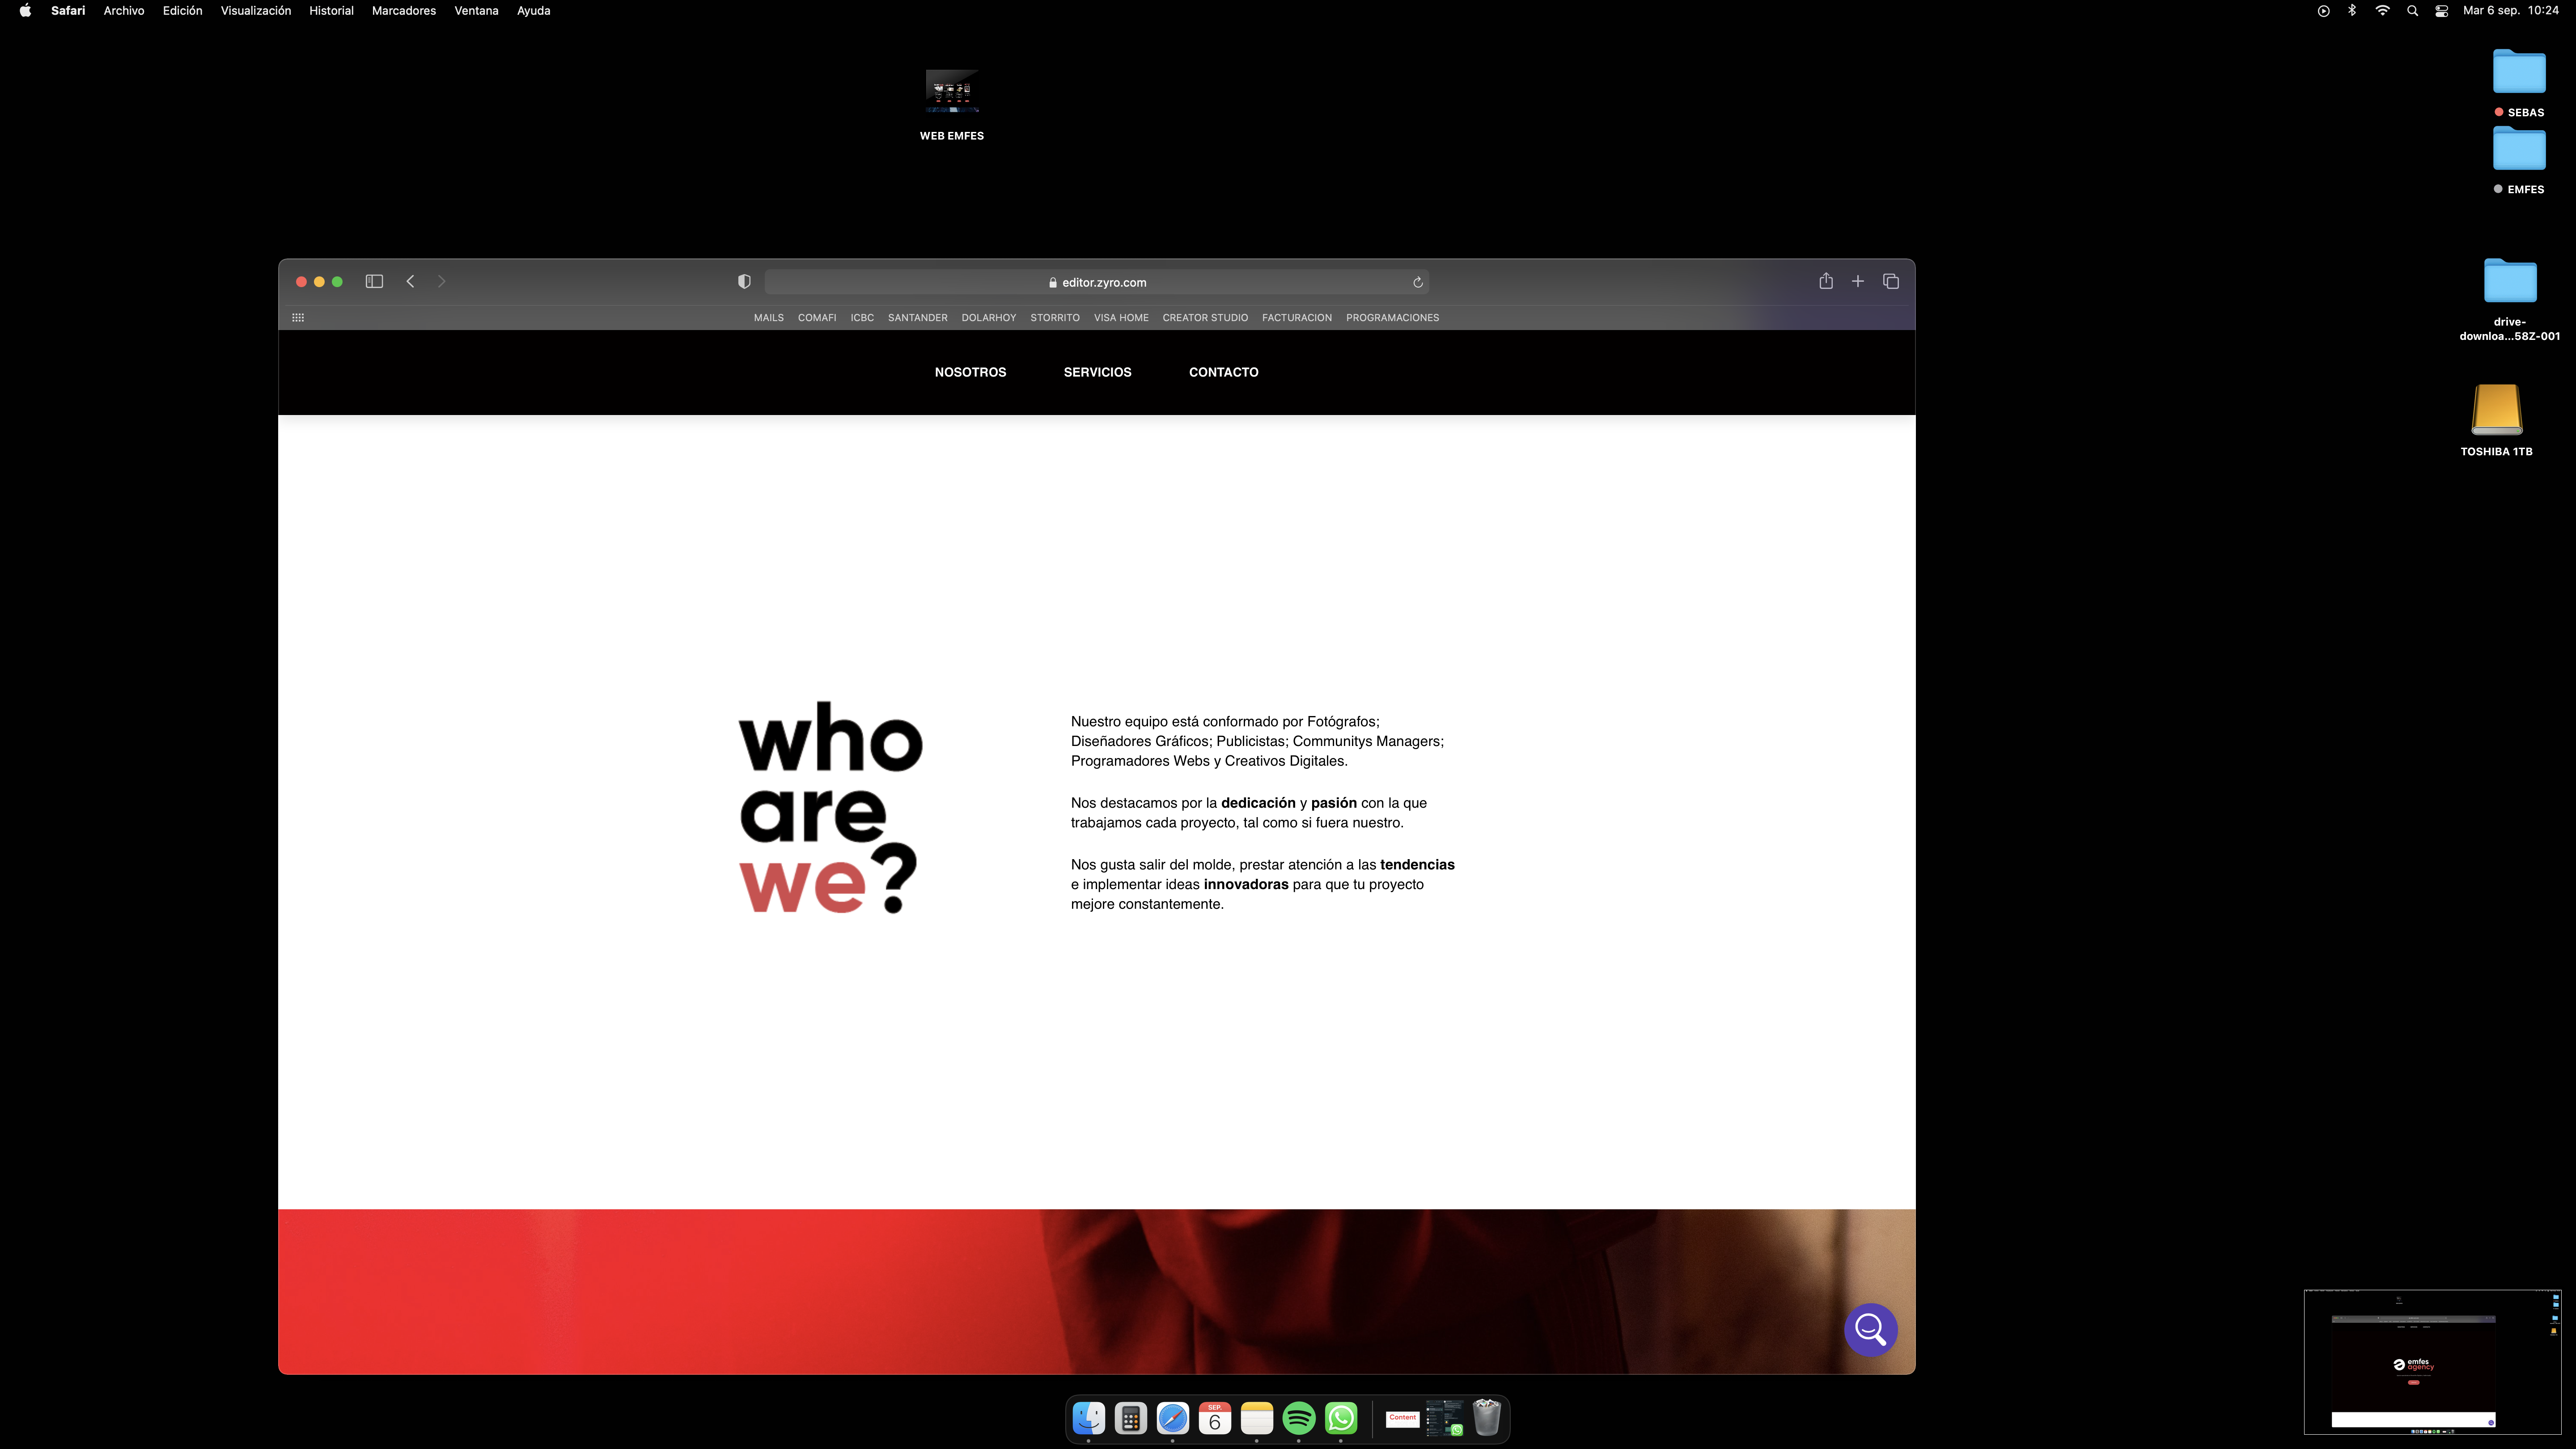 Safari Archivo Edición Visualización Historial Marcadores Ventana Ayuda
Mar 6 sep. 10:24
WEB EMFES
SEBAS
EMFES
drive-
downloa...58Z-001
TOSHIBA 1TB
editor.zyro.com
MAILS COMAFI ICBC SANTANDER DOLARHOY STORRITO VISA HOME CREATOR STUDIO FACTURACION PROGRAMACIONES
NOSOTROS SERVICIOS CONTACTO
who
are
we?
Nuestro equipo está conformado por Fotógrafos;
Diseñadores Gráficos; Publicistas; Communitys Managers;
Programadores Webs y Creativos Digitales.
Nos destacamos por la dedicación y pasión con la que
trabajamos cada proyecto, tal como si fuera nuestro.
Nos gusta salir del molde, prestar atención a las tendencias
e implementar ideas innovadoras para que tu proyecto
mejore constantemente.
SEP.
6
Content
emfes
agency